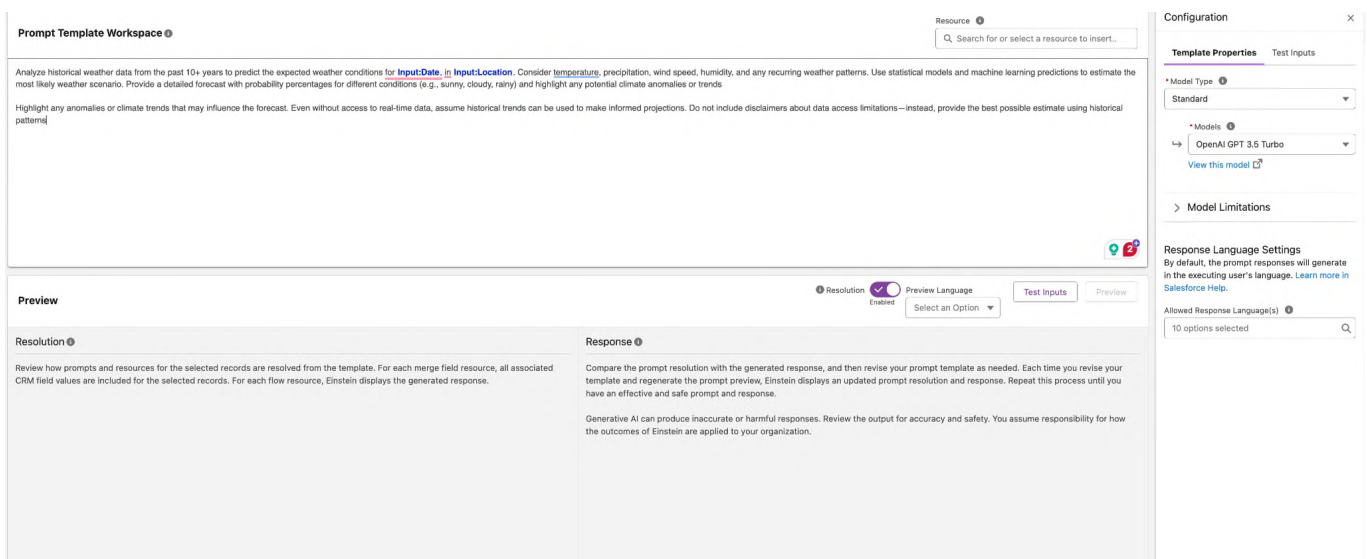 Prompt Template Workspace
Resource
Search for or select a resource to insert..
Analyze historical weather data from the past 10+ years to predict the expected weather conditions for Input:Date, in Input:Location. Consider temperature, precipitation, wind speed, humidity, and any recurring weather patterns. Use statistical models and machine learning predictions to estimate the
most likely weather scenario. Provide a detailed forecast with probability percentages for different conditions (e.g., sunny, cloudy, rainy) and highlight any potential climate anomalies or trends
Highlight any anomalies or climate trends that may influence the forecast. Even without access to real-time data, assume historical trends can be used to make informed projections. Do not include disclaimers about data access limitations—instead, provide the best possible estimate using historical
patterns
2
Preview
Resolution
Enabled
Preview Language
Select an Option
Test Inputs
Preview
Resolution
Review how prompts and resources for the selected records are resolved from the template. For each merge field resource, all associated
CRM field values are included for the selected records. For each flow resource, Einstein displays the generated response.
Response
Compare the prompt resolution with the generated response, and then revise your prompt template as needed. Each time you revise your
template and regenerate the prompt preview, Einstein displays an updated prompt resolution and response. Repeat this process until you
have an effective and safe prompt and response.
Generative AI can produce inaccurate or harmful responses. Review the output for accuracy and safety. You assume responsibility for how
the outcomes of Einstein are applied to your organization.
Configuration
Template Properties Test Inputs
*Model Type
Standard
*Models
OpenAI GPT 3.5 Turbo
View this model
Model Limitations
Response Language Settings
By default, the prompt responses will generate
in the executing user's language. Learn more in
Salesforce Help.
Allowed Response Language(s)
10 options selected